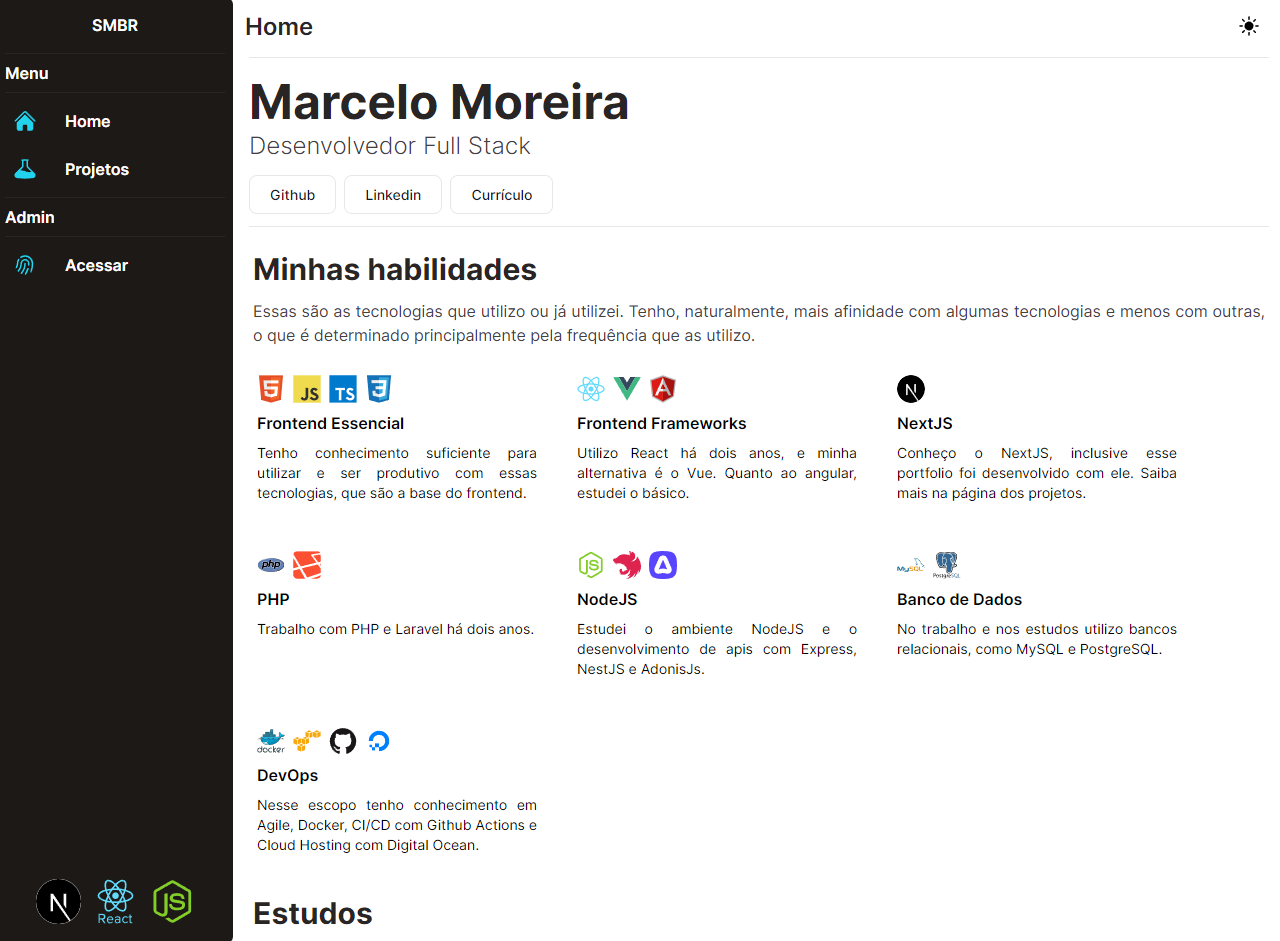 SMBR
Menu
Home
Projetos
Admin
Acessar
React
Home
Marcelo Moreira
Desenvolvedor Full Stack
Github
Linkedin
Currículo
Minhas habilidades
Essas são as tecnologias que utilizo ou já utilizei. Tenho, naturalmente, mais afinidade com algumas tecnologias e menos com outras,
o que é determinado principalmente pela frequência que as utilizo.
5 JS TS 3
Frontend Essencial
Tenho conhecimento suficiente para
utilizar e ser produtivo com essas
tecnologias, que são a base do frontend.
A
Frontend Frameworks
Utilizo React há dois anos, e minha
alternativa é o Vue. Quanto ao angular,
estudei o básico.
N
NextJS
Conheço o NextJS, inclusive esse
portfolio foi desenvolvido com ele. Saiba
mais na página dos projetos.
php
PHP
Trabalho com PHP e Laravel há dois anos.
JS A
NodeJS
Estudei o ambiente NodeJS e o
desenvolvimento de apis com Express,
NestJS e AdonisJs.
MySQL PostgreSQL
Banco de Dados
No trabalho e nos estudos utilizo bancos
relacionais, como MySQL e PostgreSQL.
docker
DevOps
Nesse escopo tenho conhecimento em
Agile, Docker, CI/CD com Github Actions e
Cloud Hosting com Digital Ocean.
Estudos
N JS